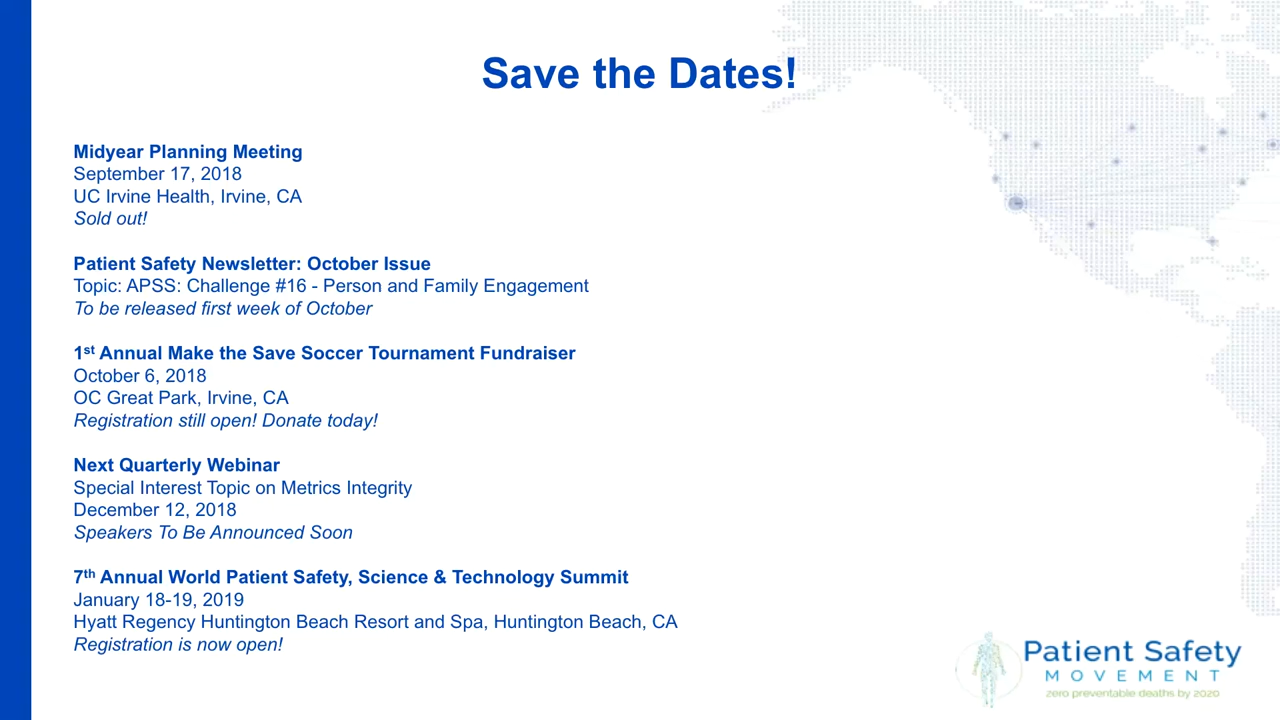 Save the Dates!
Midyear Planning Meeting
September 17, 2018
UC Irvine Health, Irvine, CA
Sold out!
Patient Safety Newsletter: October Issue
Topic: APSS: Challenge #16 - Person and Family Engagement
To be released first week of October
1st Annual Make the Save Soccer Tournament Fundraiser
October 6, 2018
OC Great Park, Irvine, CA
Registration still open! Donate today!
Next Quarterly Webinar
Special Interest Topic on Metrics Integrity
December 12, 2018
Speakers To Be Announced Soon
7th Annual World Patient Safety, Science & Technology Summit
January 18-19, 2019
Hyatt Regency Huntington Beach Resort and Spa, Huntington Beach, CA
Registration is now open!
Patient Safety
MOVEMENT
zero preventable deaths by 2020